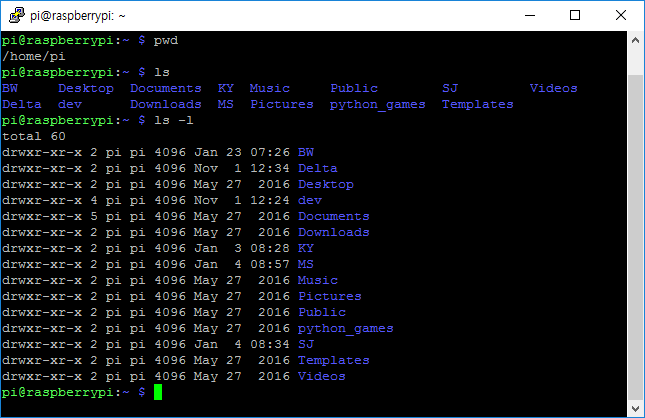 pi@raspberrypi: ~
pi@raspberrypi:~ $ pwd
/home/pi
pi@raspberrypi:~ $ ls
BW     Desktop  Documents  KY  Music     Public        SJ         Videos
Delta  dev      Downloads  MS  Pictures  python_games  Templates
pi@raspberrypi:~ $ ls -l
total 60
drwxr-xr-x 2 pi pi 4096 Jan 23 07:26 BW
drwxr-xr-x 2 pi pi 4096 Nov  1 12:34 Delta
drwxr-xr-x 2 pi pi 4096 May 27  2016 Desktop
drwxr-xr-x 4 pi pi 4096 Nov  1 12:24 dev
drwxr-xr-x 5 pi pi 4096 May 27  2016 Documents
drwxr-xr-x 2 pi pi 4096 May 27  2016 Downloads
drwxr-xr-x 2 pi pi 4096 Jan  3 08:28 KY
drwxr-xr-x 2 pi pi 4096 Jan  4 08:57 MS
drwxr-xr-x 2 pi pi 4096 May 27  2016 Music
drwxr-xr-x 2 pi pi 4096 May 27  2016 Pictures
drwxr-xr-x 2 pi pi 4096 May 27  2016 Public
drwxr-xr-x 2 pi pi 4096 May 27  2016 python_games
drwxr-xr-x 2 pi pi 4096 Jan  4 08:34 SJ
drwxr-xr-x 2 pi pi 4096 May 27  2016 Templates
drwxr-xr-x 2 pi pi 4096 May 27  2016 Videos
pi@raspberrypi:~ $